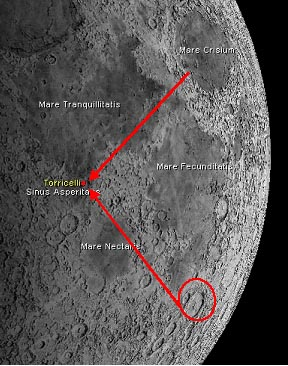 Mare Crisium
Mare Tranquillitatis
Mare Fecunditatis
Torricelli
Sinus Asperitatis
Mare Nectaris